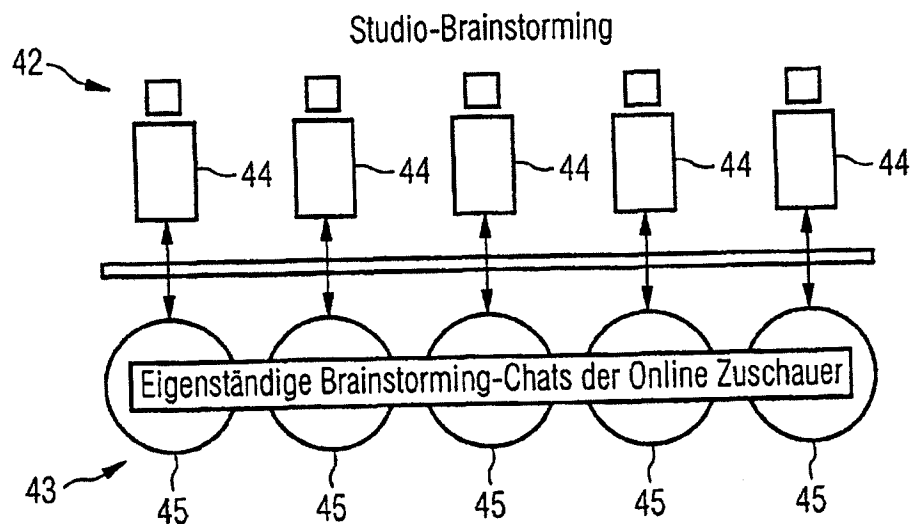 Studio-Brainstorming
42
44 44 44 44 44
Eigenständige Brainstorming-Chats der Online Zuschauer
43
45 45 45 45 45